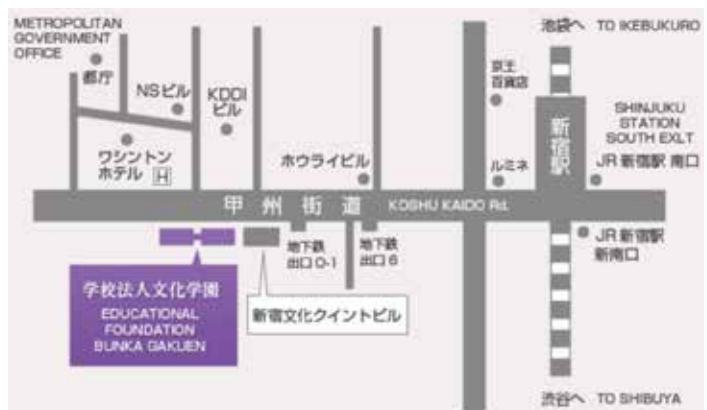 METROPOLITAN
GOVERNMENT
OFFICE
都庁
NSビル
KDDI
ビル
ワシントン
ホテル H
ホウライビル
京王
百貨店
ルミネ
池袋へ TO IKEBUKURO
新宿駅
SHINJUKU
STATION
SOUTH EXLT
JR 新宿駅 南口
甲州街道 KOSHU KAIDO Rd.
地下鉄
出口 0-1
地下鉄
出口 6
JR 新宿駅
新南口
学校法人文化学園
EDUCATIONAL
FOUNDATION
BUNKA GAKUEN
新宿文化クイントビル
渋谷へ TO SHIBUYA